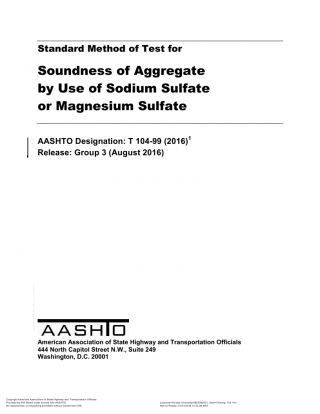 Standard Method of Test for
Soundness of Aggregate
by Use of Sodium Sulfate
or Magnesium Sulfate
AASHTO Designation: T 104-99 (2016)1
Release: Group 3 (August 2016)
AASHTO
American Association of State Highway and Transportation Officials
444 North Capitol Street N.W., Suite 249
Washington, D.C. 20001